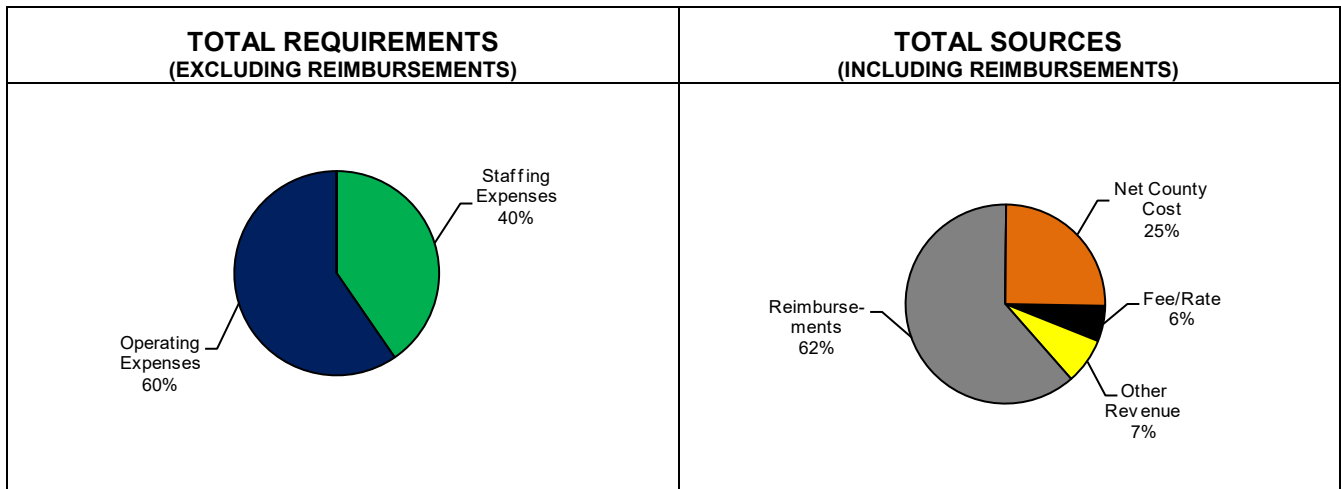 TOTAL REQUIREMENTS
(EXCLUDING REIMBURSEMENTS)
Staffing
Expenses
40%
Operating
Expenses
60%
TOTAL SOURCES
(INCLUDING REIMBURSEMENTS)
Net County
Cost
25%
Fee/Rate
6%
Other
Revenue
7%
Reimburse-
ments
62%